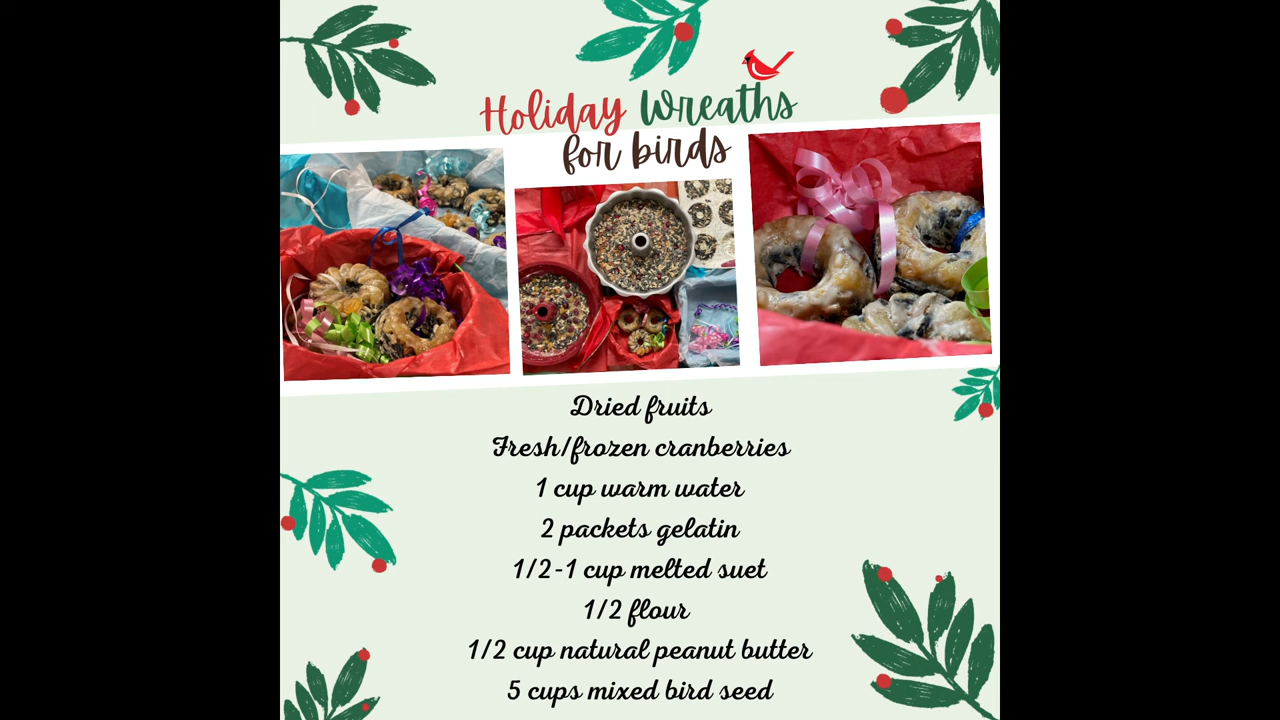 Holiday Wreaths
for birds
Dried fruits
Fresh/frozen cranberries
1 cup warm water
2 packets gelatin
1/2-1 cup melted suet
1/2 flour
1/2 cup natural peanut butter
5 cups mixed bird seed